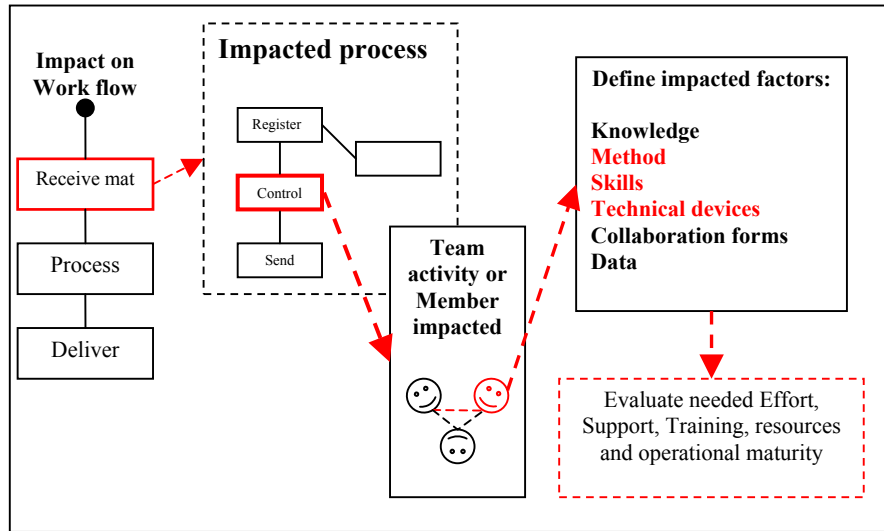 Impact on
Work flow
Receive mat
Process
Deliver
Impacted process
Register
Control
Send
Team
activity or
Member
impacted
Define impacted factors:
Knowledge
Method
Skills
Technical devices
Collaboration forms
Data
Evaluate needed Effort,
Support, Training, resources
and operational maturity